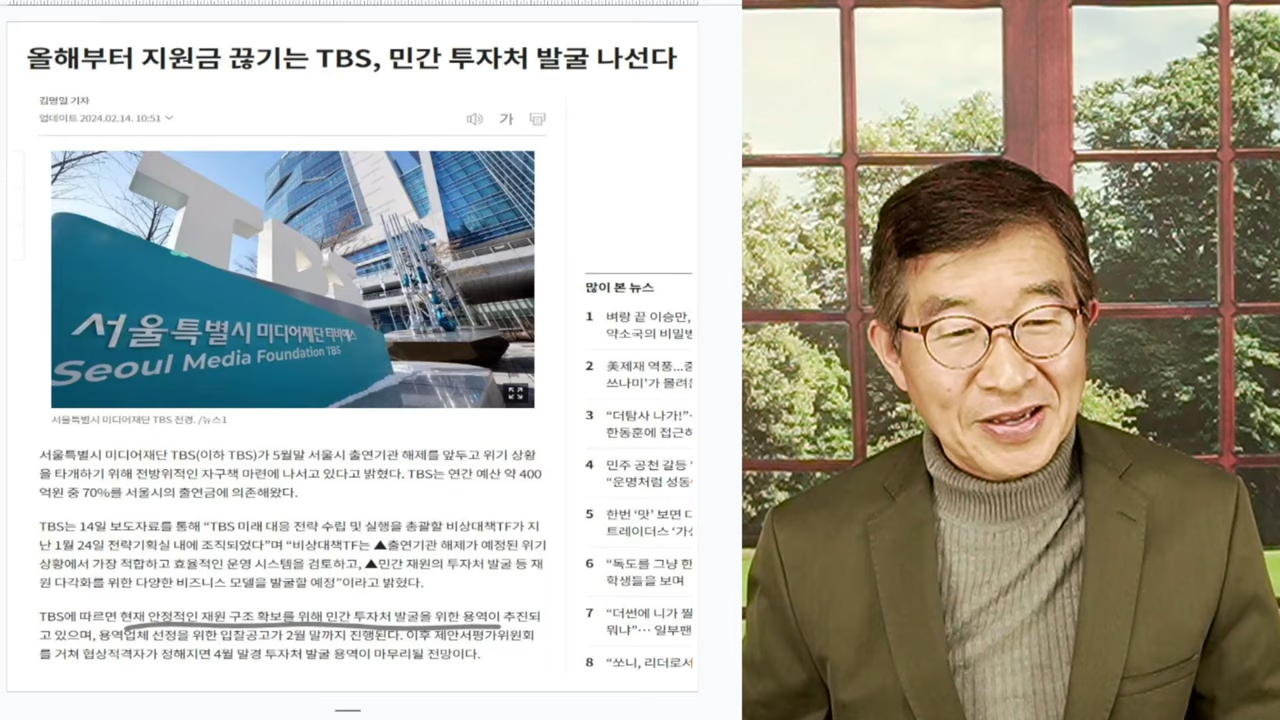 올해부터 지원금 끊기는 TBS, 민간 투자처 발굴 나선다
김명일 기자
업데이트 2024.02.14. 10:51
가
서울특별시 미디어재단 티비에스
Seoul Media Foundation TBS
서울특별시 미디어재단 TBS 전경. /뉴스1
서울특별시 미디어재단 TBS(이하 TBS)가 5월말 서울시 출연기관 해제를 앞두고 위기 상황
을 타개하기 위해 전방위적인 자구책 마련에 나서고 있다고 밝혔다. TBS는 연간 예산 약 400
억원 중 70%를 서울시의 출연금에 의존해왔다.
TBS는 14일 보도자료를 통해 “TBS 미래 대응 전략 수립 및 실행을 총괄할 비상대책TF가 지
난 1월 24일 전략기획실 내에 조직되었다”며 “비상대책TF는 ▲출연기관 해제가 예정된 위기
상황에서 가장 적합하고 효율적인 운영 시스템을 검토하고, ▲민간 재원의 투자처 발굴 등 재
원 다각화를 위한 다양한 비즈니스 모델을 발굴할 예정”이라고 밝혔다.
TBS에 따르면 현재 안정적인 재원 구조 확보를 위해 민간 투자처 발굴을 위한 용역이 추진되
고 있으며, 용역업체 선정을 위한 입찰공고가 2월 말까지 진행된다. 이후 제안서평가위원회
를 거쳐 협상적격자가 정해지면 4월 말경 투자처 발굴 용역이 마무리될 전망이다.
많이 본 뉴스
1 벼랑 끝 이승만,
약소국의 비밀
2 美제재 역풍...중
쓰나미'가 몰려
3 “더탐사 나가!”
한동훈에 접근
4 민주 공천 갈등
“운명처럼 성동
5 한번 ‘맛’ 보면
트레이더스 ‘가
6 “독도를 그냥 한
학생들을 보며
7 “더썬에 니가 찔
뭐냐”… 일부팬
8 “쏘니, 리더로서